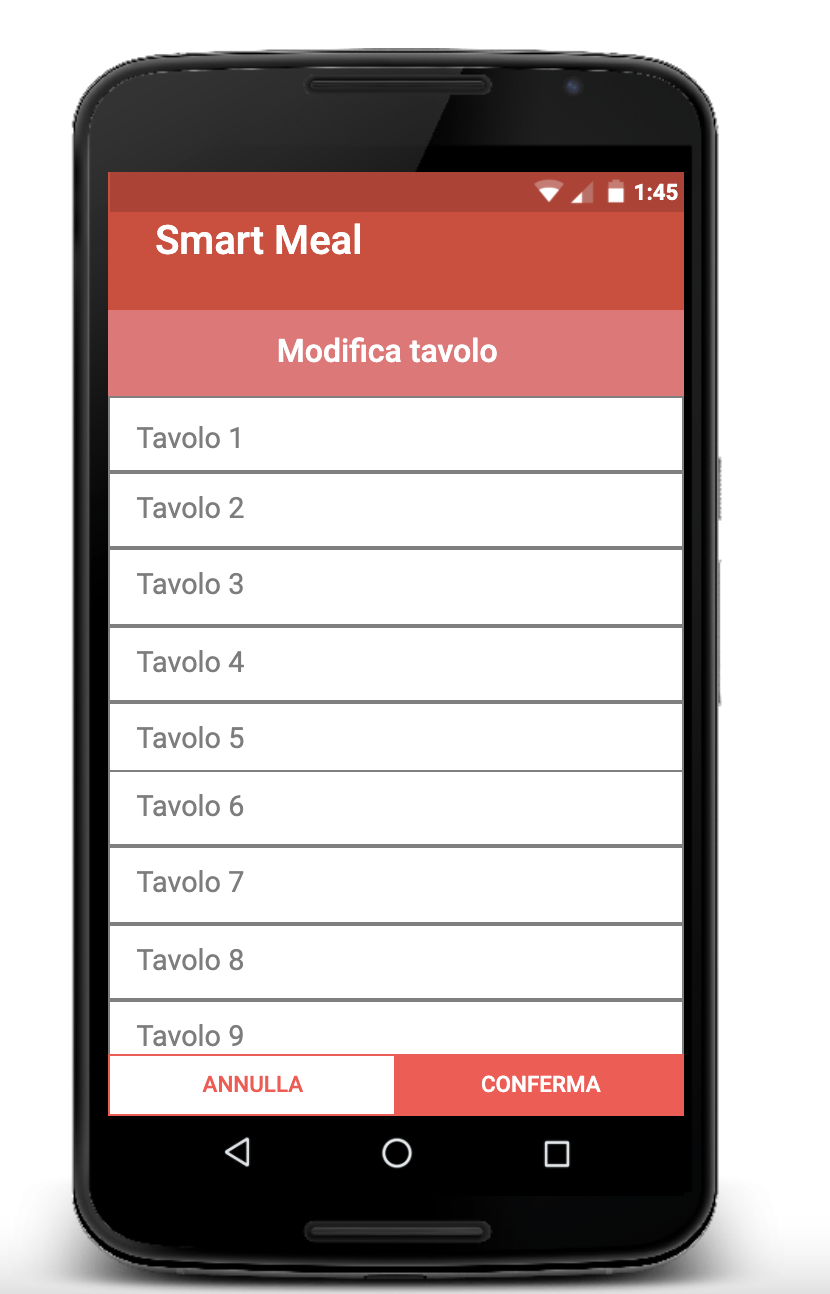 1:45
Smart Meal
Modifica tavolo
Tavolo 1
Tavolo 2
Tavolo 3
Tavolo 4
Tavolo 5
Tavolo 6
Tavolo 7
Tavolo 8
Tavolo 9
ANNULLA CONFERMA